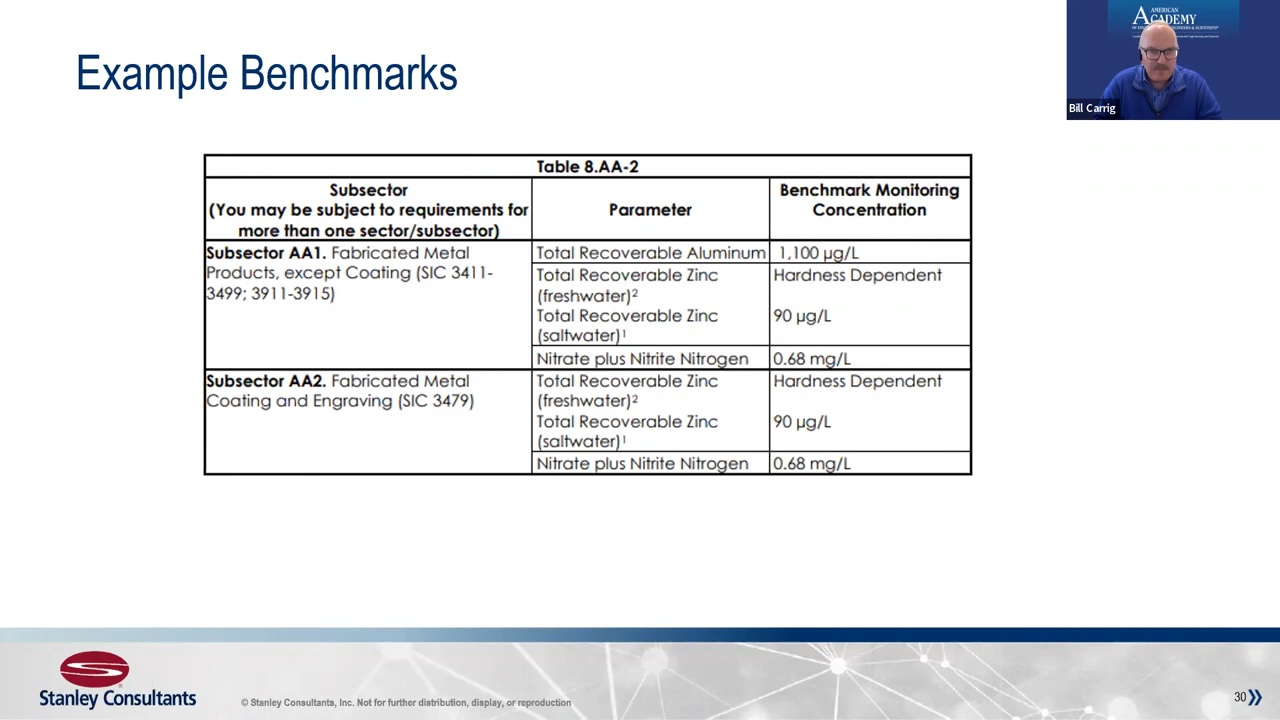 Example Benchmarks
AMERICAN
ACADEMY
Bill Carrig
Table 8.AA-2
Subsector
(You may be subject to requirements for
more than one sector/subsector)
Parameter
Benchmark Monitoring
Concentration
Subsector AA1. Fabricated Metal
Products, except Coating (SIC 3411-
3499; 3911-3915)
Total Recoverable Aluminum
1,100 µg/L
Total Recoverable Zinc
(freshwater)²
Hardness Dependent
Total Recoverable Zinc
(saltwater)¹
90 µg/L
Nitrate plus Nitrite Nitrogen
0.68 mg/L
Subsector AA2. Fabricated Metal
Coating and Engraving (SIC 3479)
Total Recoverable Zinc
(freshwater)²
Hardness Dependent
Total Recoverable Zinc
(saltwater)¹
90 µg/L
Nitrate plus Nitrite Nitrogen
0.68 mg/L
Stanley Consultants
© Stanley Consultants, Inc. Not for further distribution, display, or reproduction
30